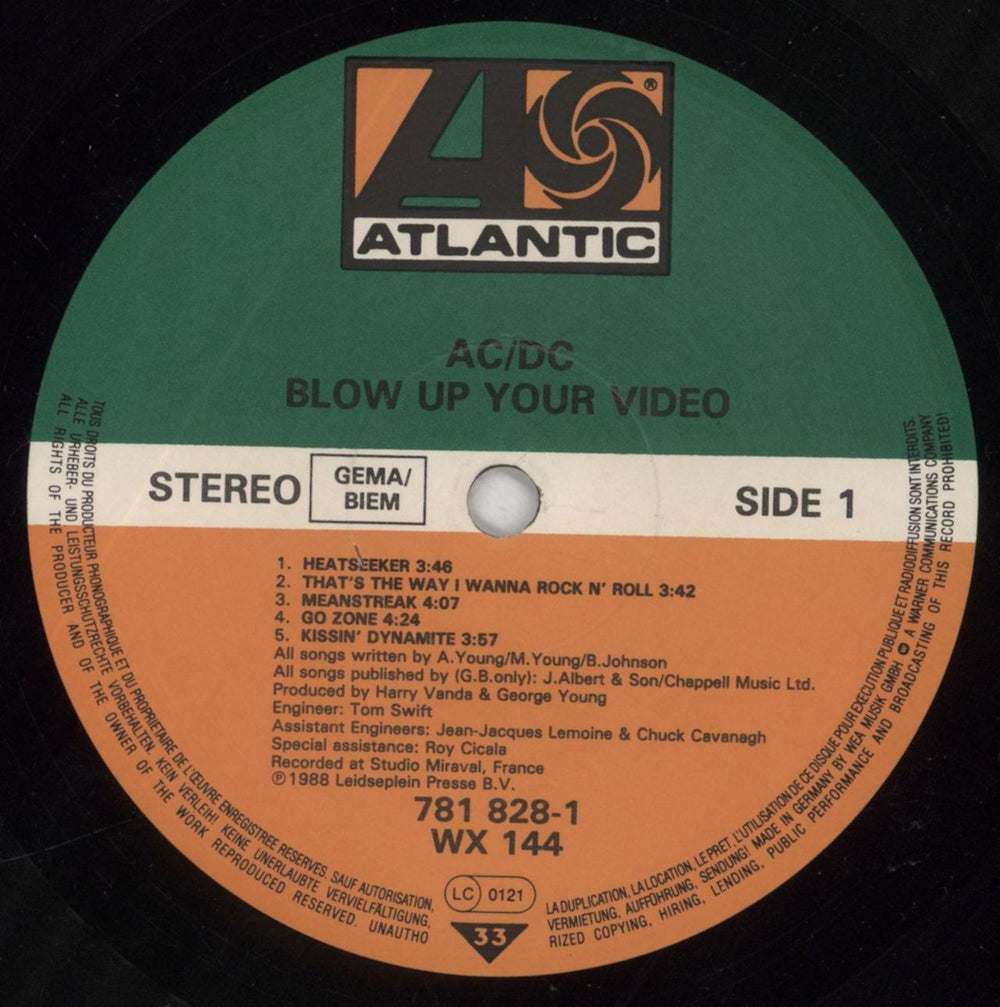 ®
ATLANTIC
AC/DC
BLOW UP YOUR VIDEO
STEREO
GEMA/
BIEM
SIDE 1
1. HEATSEEKER 3:46
2. THAT'S THE WAY I WANNA ROCK N' ROLL 3:42
3. MEANSTREAK 4:07
4. GO ZONE 4:24
5. KISSIN' DYNAMITE 3:57
All songs written by A.Young/M.Young/B.Johnson
All songs published by (G.B.only): J.Albert & Son/Chappell Music Ltd.
Produced by Harry Vanda & George Young
Engineer: Tom Swift
Assistant Engineers: Jean-Jacques Lemoine & Chuck Cavanagh
Special assistance: Roy Cicala
Recorded at Studio Miraval, France
℗1988 Leidseplein Presse B.V.
781 828-1
WX 144
LC 0121
33
TOUS DROITS DU PRODUCTEUR PHONOGRAPHIQUE ET DU PROPRIETAIRE DE L'ŒUVRE ENREGISTREE RESERVES. SAUF AUTORISATION,
LA DUPLICATION, LA LOCATION, LE PRET, L'UTILISATION DE CE DISQUE POUR EXECUTION PUBLIQUE ET RADIODIFFUSION SONT INTERDITS.
ALLE URHEBER- UND LEISTUNGSSCHUTZRECHTE VORBEHALTEN. KEIN VERLEIH! KEINE UNERLAUBTE VERVIELFÄLTIGUNG,
VERMIETUNG, AUFFÜHRUNG, SENDUNG! MADE IN GERMANY BY WEA MUSIK GMBH A WARNER COMMUNICATIONS COMPANY
ALL RIGHTS OF THE PRODUCER AND OF THE OWNER OF THE WORK REPRODUCED RESERVED. UNAUTHO
RIZED COPYING, HIRING, LENDING, PUBLIC PERFORMANCE AND BROADCASTING OF THIS RECORD PROHIBITED!